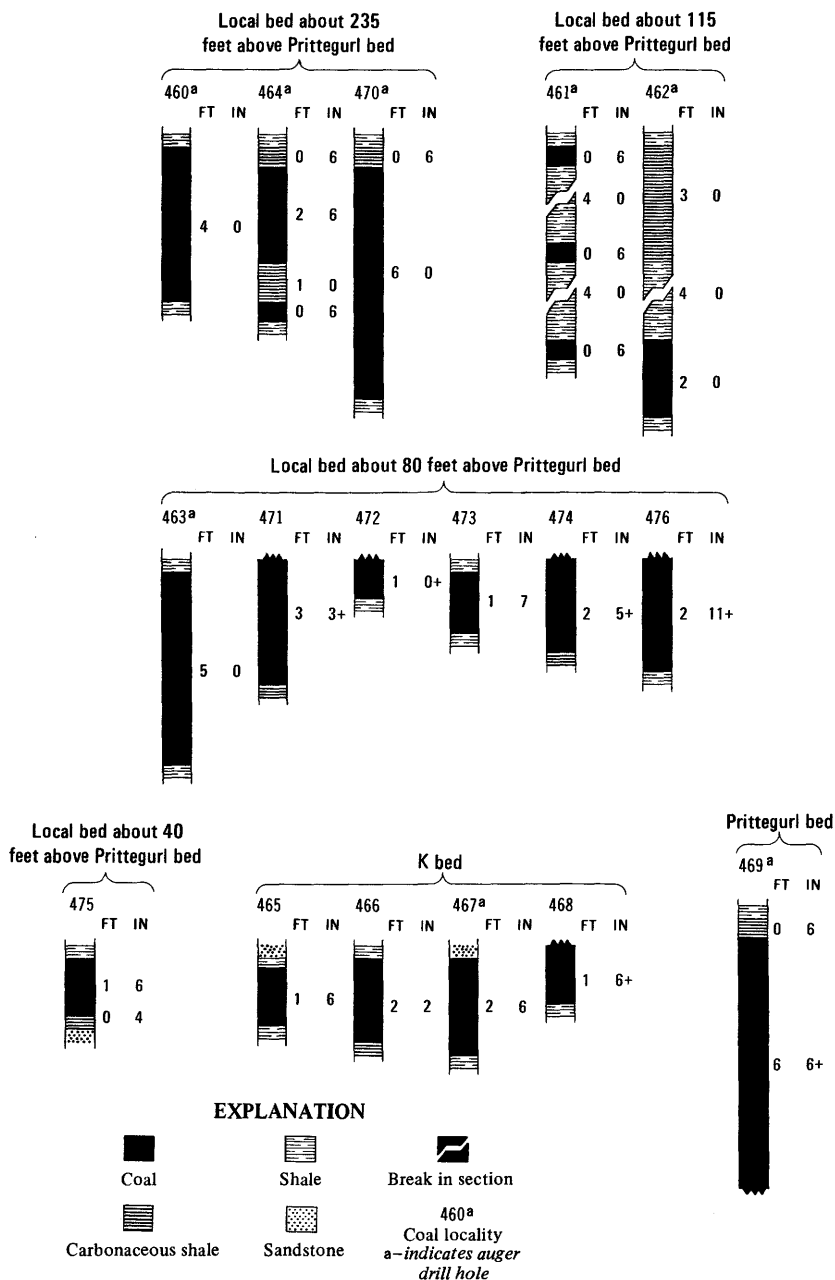 Local bed about 235
feet above Prittegurl bed
460a 464a 470a
FT IN FT IN FT IN
0 6 0 6
2 6
4 0
6 0
1 0
0 6
Local bed about 115
feet above Prittegurl bed
461a 462a
FT IN FT IN
0 6
4 0 3 0
0 6
4 0 4 0
0 6
2 0
Local bed about 80 feet above Prittegurl bed
463a 471 472 473 474 476
FT IN FT IN FT IN FT IN FT IN FT IN
1 0+
1 7
3 3+ 2 5+ 2 11+
5 0
Local bed about 40
feet above Prittegurl bed
475
FT IN
1 6
0 4
K bed
465 466 467a 468
FT IN FT IN FT IN FT IN
1 6+
1 6 2 2 2 6
Prittegurl bed
469a
FT IN
0 6
6 6+
EXPLANATION
Coal Shale Break in section
Carbonaceous shale Sandstone
460a
Coal locality
a–indicates auger
drill hole